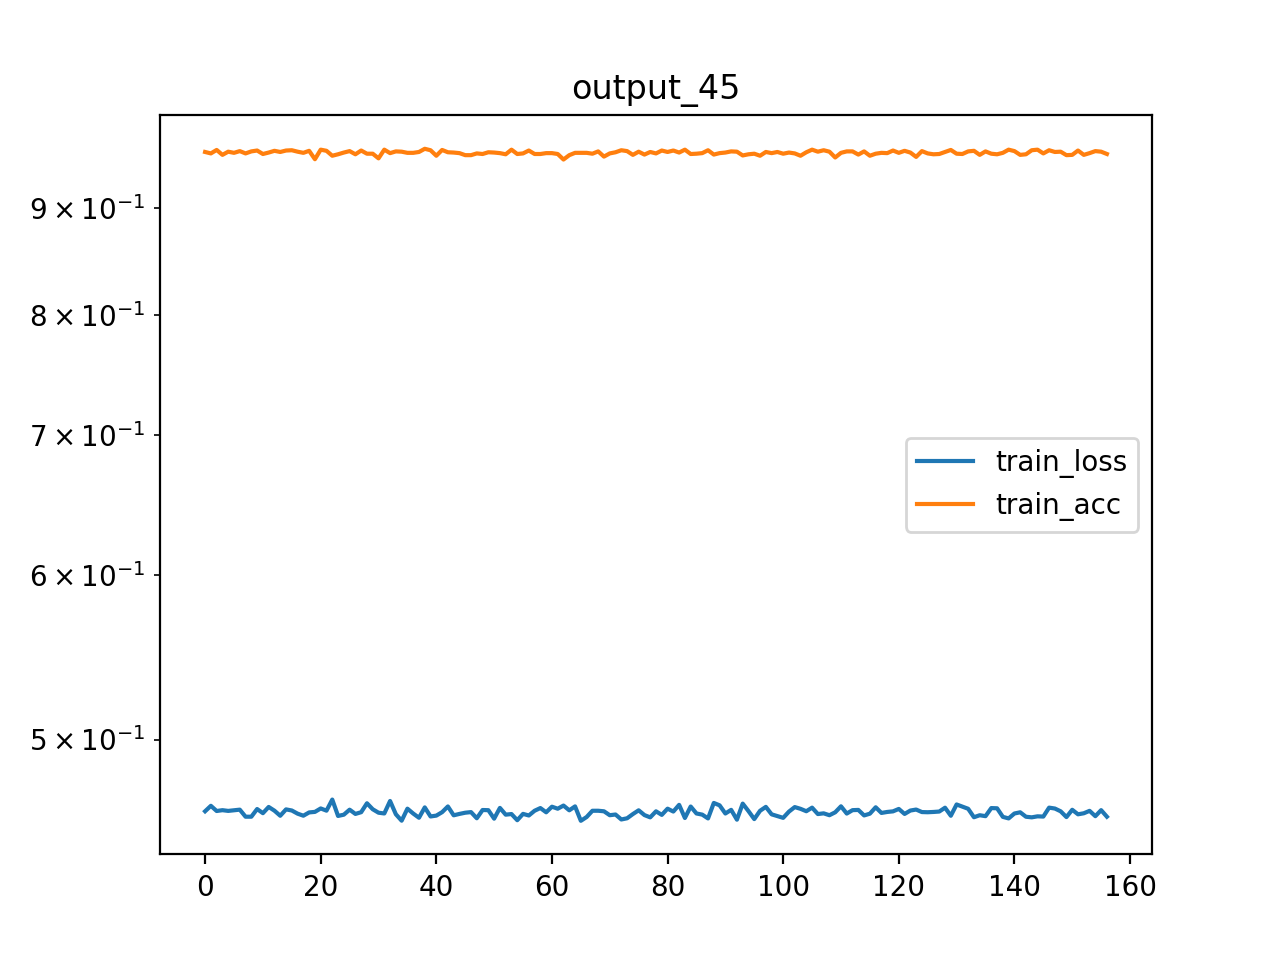 output_45
9 × 10⁻¹
8 × 10⁻¹
7 × 10⁻¹
train_loss
train_acc
6 × 10⁻¹
5 × 10⁻¹
0 20 40 60 80 100 120 140 160